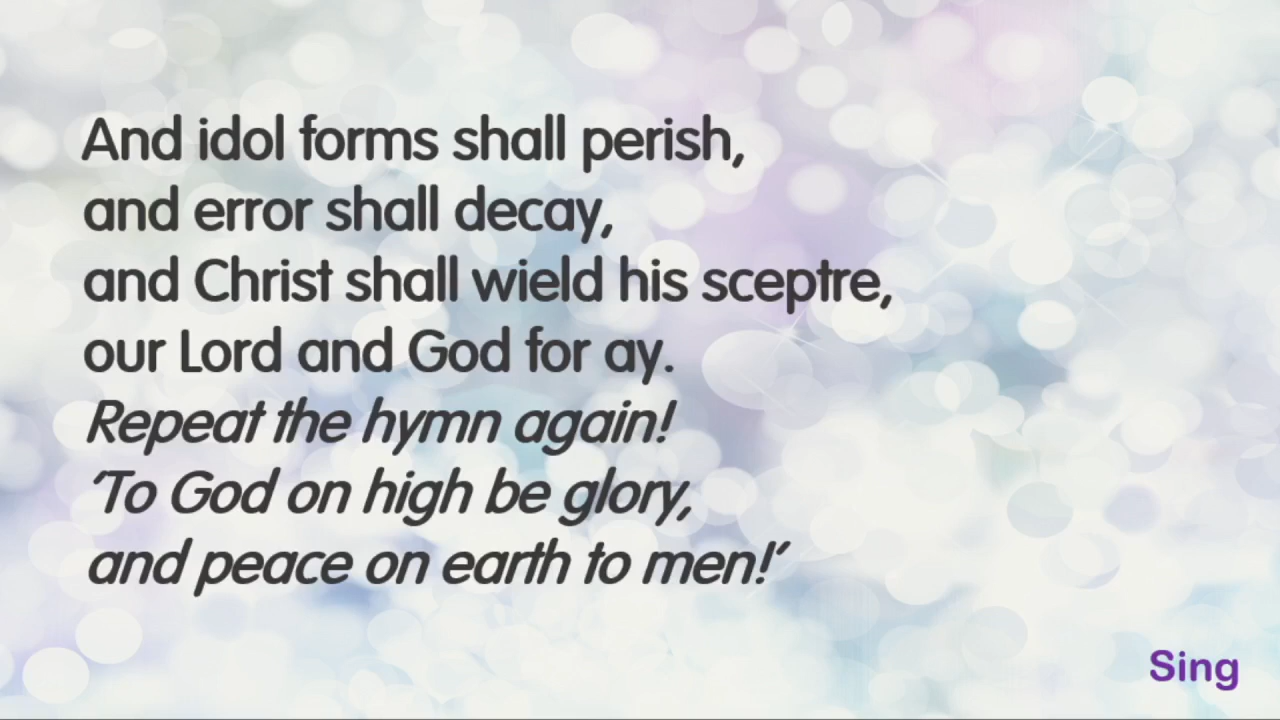 And idol forms shall perish,
and error shall decay,
and Christ shall wield his sceptre,
our Lord and God for ay.
Repeat the hymn again!
‘To God on high be glory,
and peace on earth to men!’
Sing